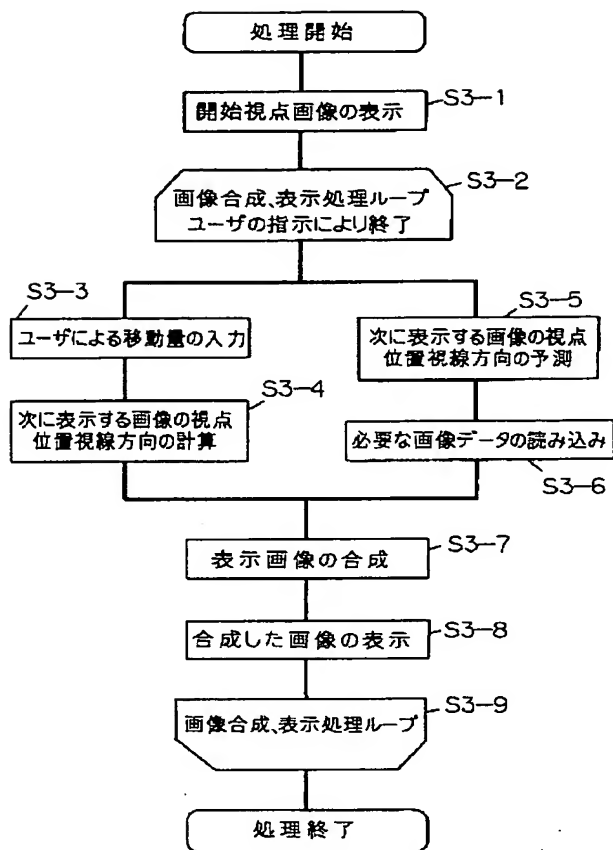 処理開始
S3-1
開始視点画像の表示
S3-2
画像合成、表示処理ループ
ユーザの指示により終了
S3-3
ユーザによる移動量の入力
S3-4
次に表示する画像の視点
位置視線方向の計算
S3-5
次に表示する画像の視点
位置視線方向の予測
必要な画像データの読み込み
S3-6
S3-7
表示画像の合成
S3-8
合成した画像の表示
S3-9
画像合成、表示処理ループ
処理終了